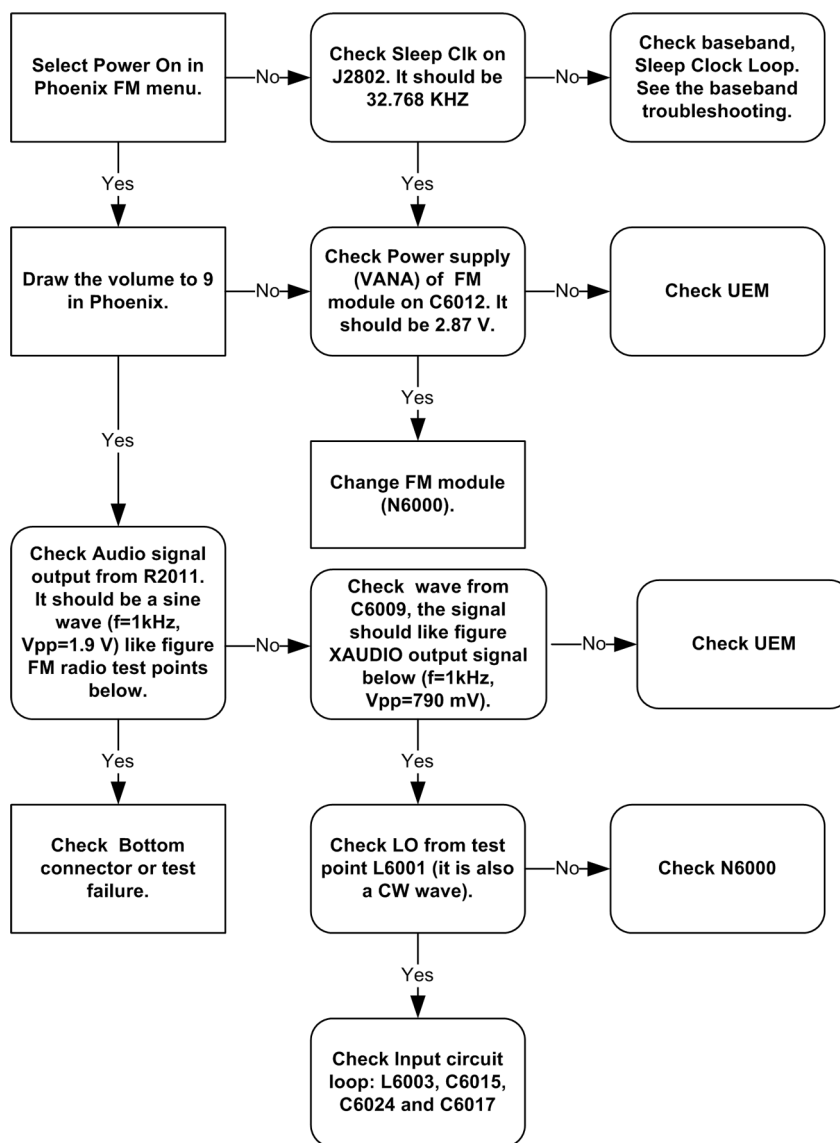 Select Power On in
Phoenix FM menu.
No
Check Sleep Clk on
J2802. It should be
32.768 KHZ
No
Check baseband,
Sleep Clock Loop.
See the baseband
troubleshooting.
Yes
Yes
Draw the volume to 9
in Phoenix.
No
Check Power supply
(VANA) of FM
module on C6012. It
should be 2.87 V.
No
Check UEM
Yes
Yes
Change FM module
(N6000).
Check Audio signal
output from R2011.
It should be a sine
wave (f=1kHz,
Vpp=1.9 V) like figure
FM radio test points
below.
No
Check wave from
C6009, the signal
should like figure
XAUDIO output signal
below (f=1kHz,
Vpp=790 mV).
No
Check UEM
Yes
Yes
Check Bottom
connector or test
failure.
Check LO from test
point L6001 (it is also
a CW wave).
No
Check N6000
Yes
Check Input circuit
loop: L6003, C6015,
C6024 and C6017